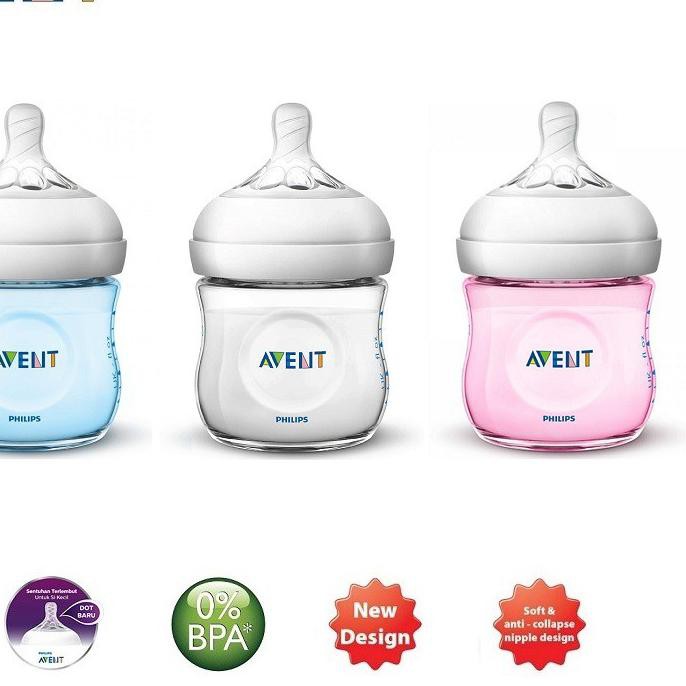 AVENT
AVENT
AVENT
PHILIPS
PHILIPS
PHILIPS
Sentuhan Terlembut
Untuk Si Kecil
DOT
BARU
PHILIPS
AVENT
0%
BPA*
New
Design
Soft &
anti - collapse
nipple design